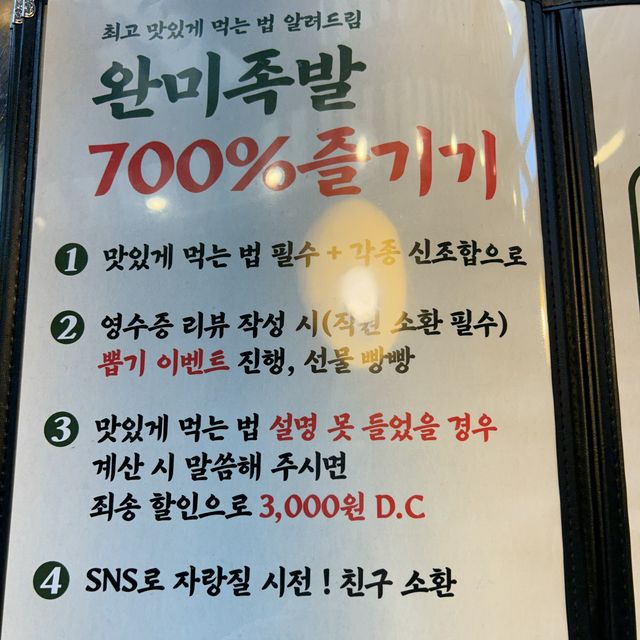 최고 맛있게 먹는 법 알려드림
완미족발
700%즐기기
1 맛있게 먹는 법 필수 + 각종 신조합으로
2 영수증 리뷰 작성 시(직원 소환 필수)
뽑기 이벤트 진행, 선물 빵빵
3 맛있게 먹는 법 설명 못 들었을 경우
계산 시 말씀해 주시면
죄송 할인으로 3,000원 D.C
4 SNS로 자랑질 시전 ! 친구 소환